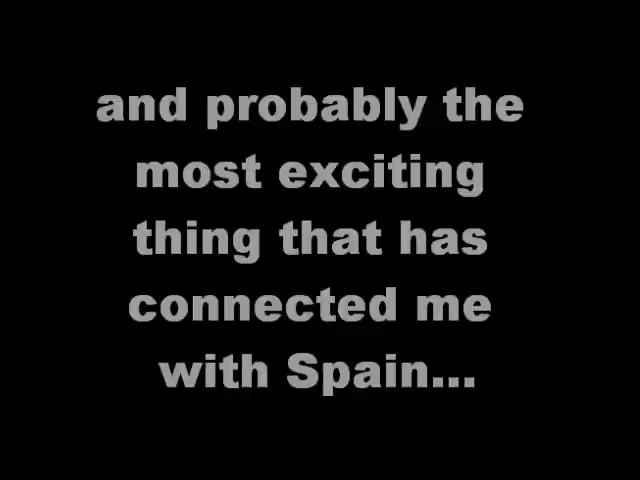 and probably the
most exciting
thing that has
connected me
with Spain...